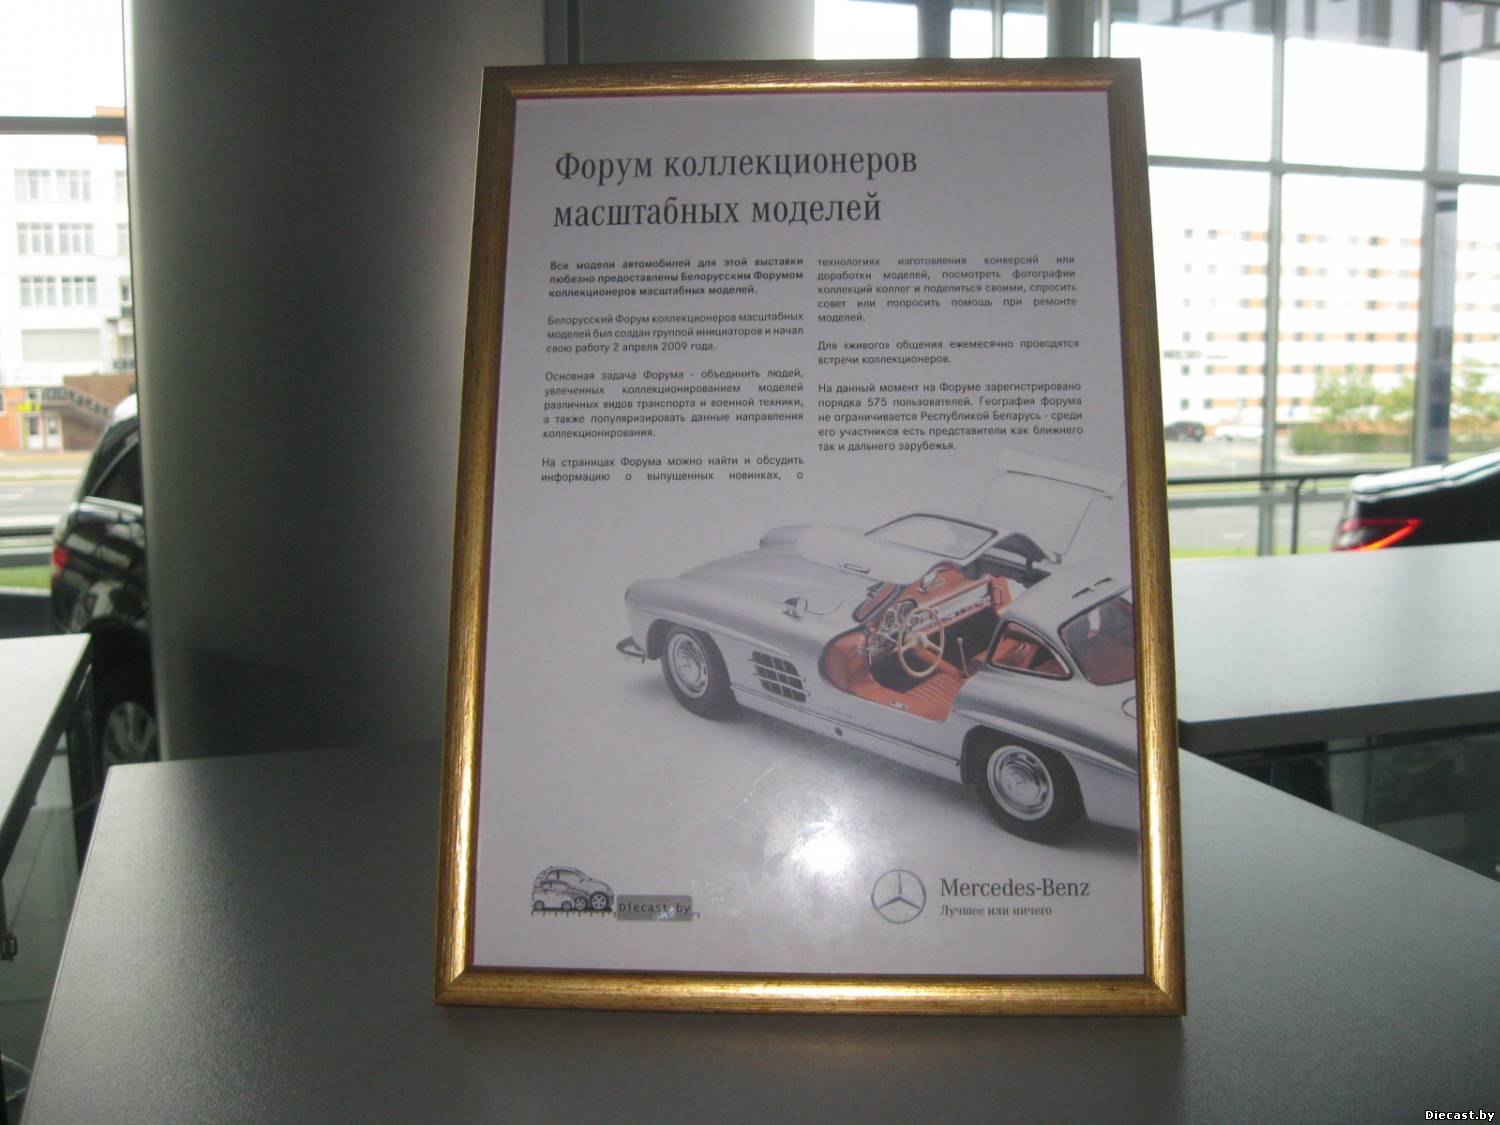 Форум коллекционеров
масштабных моделей
Все модели автомобилей для этой выставки
любезно предоставлены Белорусским Форумом
коллекционеров масштабных моделей.
Белорусский Форум коллекционеров масштабных
моделей был создан группой инициаторов и начал
свою работу 2 апреля 2009 года.
Основная задача Форума - объединить людей,
увлеченных коллекционированием моделей
различных видов транспорта и военной техники,
а также популяризировать данные направления
коллекционирования.
На страницах Форума можно найти и обсудить
информацию о выпущенных новинках, о
технологиях изготовления конверсий или
доработки моделей, посмотреть фотографии
коллекций коллег и поделиться своими, спросить
совет или попросить помощь при ремонте
моделей.
Для «живого» общения ежемесячно проводятся
встречи коллекционеров.
На данный момент на Форуме зарегистрировано
порядка 575 пользователей. География форума
не ограничивается Республикой Беларусь - среди
его участников есть представители как ближнего
так и дальнего зарубежья.
Diecast.by
Mercedes-Benz
Лучшее или ничего
Diecast.by